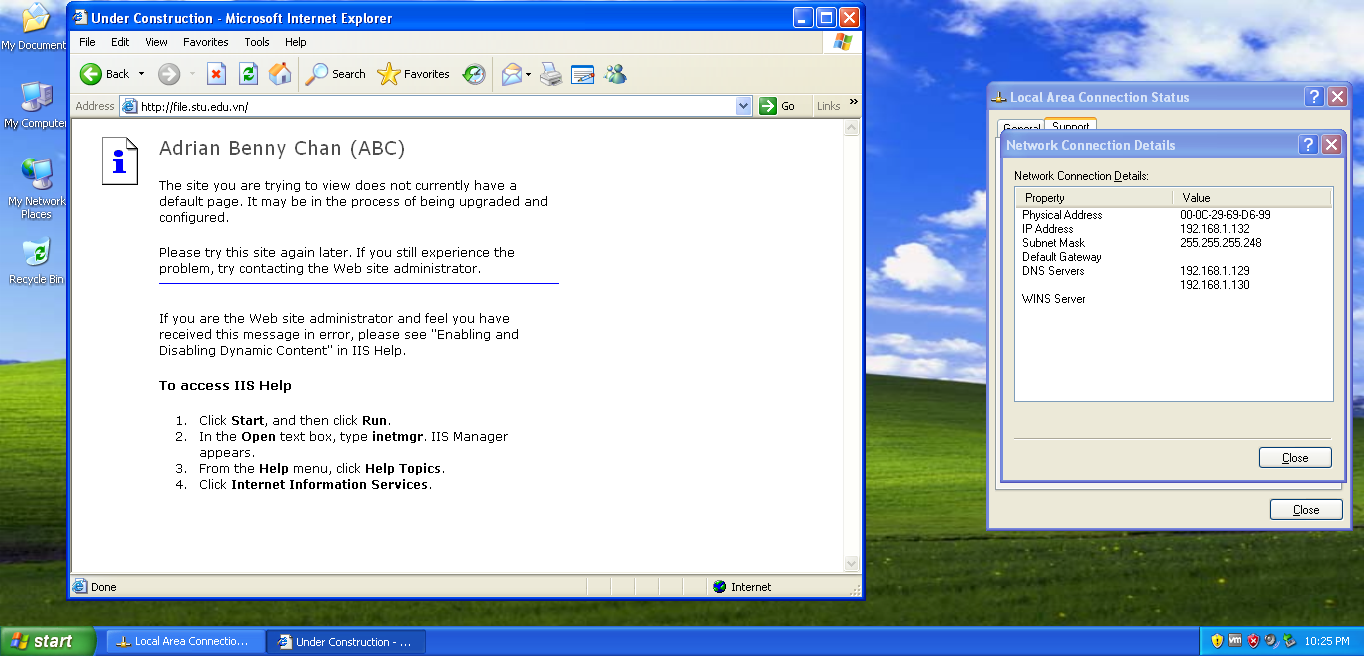 My Document
My Computer
My Network
Places
Recycle Bin
Under Construction - Microsoft Internet Explorer
File Edit View Favorites Tools Help
Back Search Favorites
Address http://file.stu.edu.vn/ Go Links »
i
Adrian Benny Chan (ABC)
The site you are trying to view does not currently have a
default page. It may be in the process of being upgraded and
configured.
Please try this site again later. If you still experience the
problem, try contacting the Web site administrator.
If you are the Web site administrator and feel you have
received this message in error, please see "Enabling and
Disabling Dynamic Content" in IIS Help.
To access IIS Help
1. Click Start, and then click Run.
2. In the Open text box, type inetmgr. IIS Manager
appears.
3. From the Help menu, click Help Topics.
4. Click Internet Information Services.
Done Internet
Local Area Connection Status
General Support
Network Connection Details
Network Connection Details:
Property Value
Physical Address 00-0C-29-69-D6-99
IP Address 192.168.1.132
Subnet Mask 255.255.255.248
Default Gateway
DNS Servers 192.168.1.129
192.168.1.130
WINS Server
Close
Close
start Local Area Connectio... Under Construction - ... vm 10:25 PM